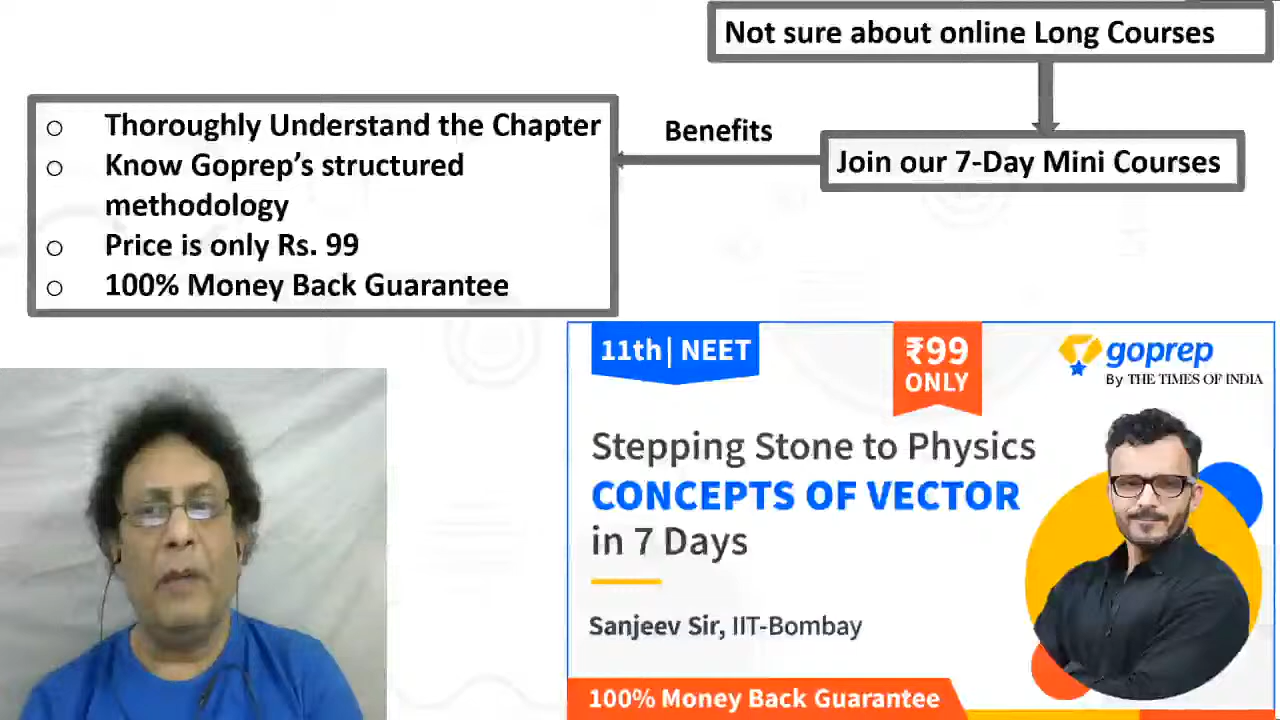 Not sure about online Long Courses
Join our 7-Day Mini Courses
Benefits
○ Thoroughly Understand the Chapter
○ Know Goprep's structured
methodology
○ Price is only Rs. 99
○ 100% Money Back Guarantee
11th| NEET
₹99
ONLY
goprep
By THE TIMES OF INDIA
Stepping Stone to Physics
CONCEPTS OF VECTOR
in 7 Days
Sanjeev Sir, IIT-Bombay
100% Money Back Guarantee